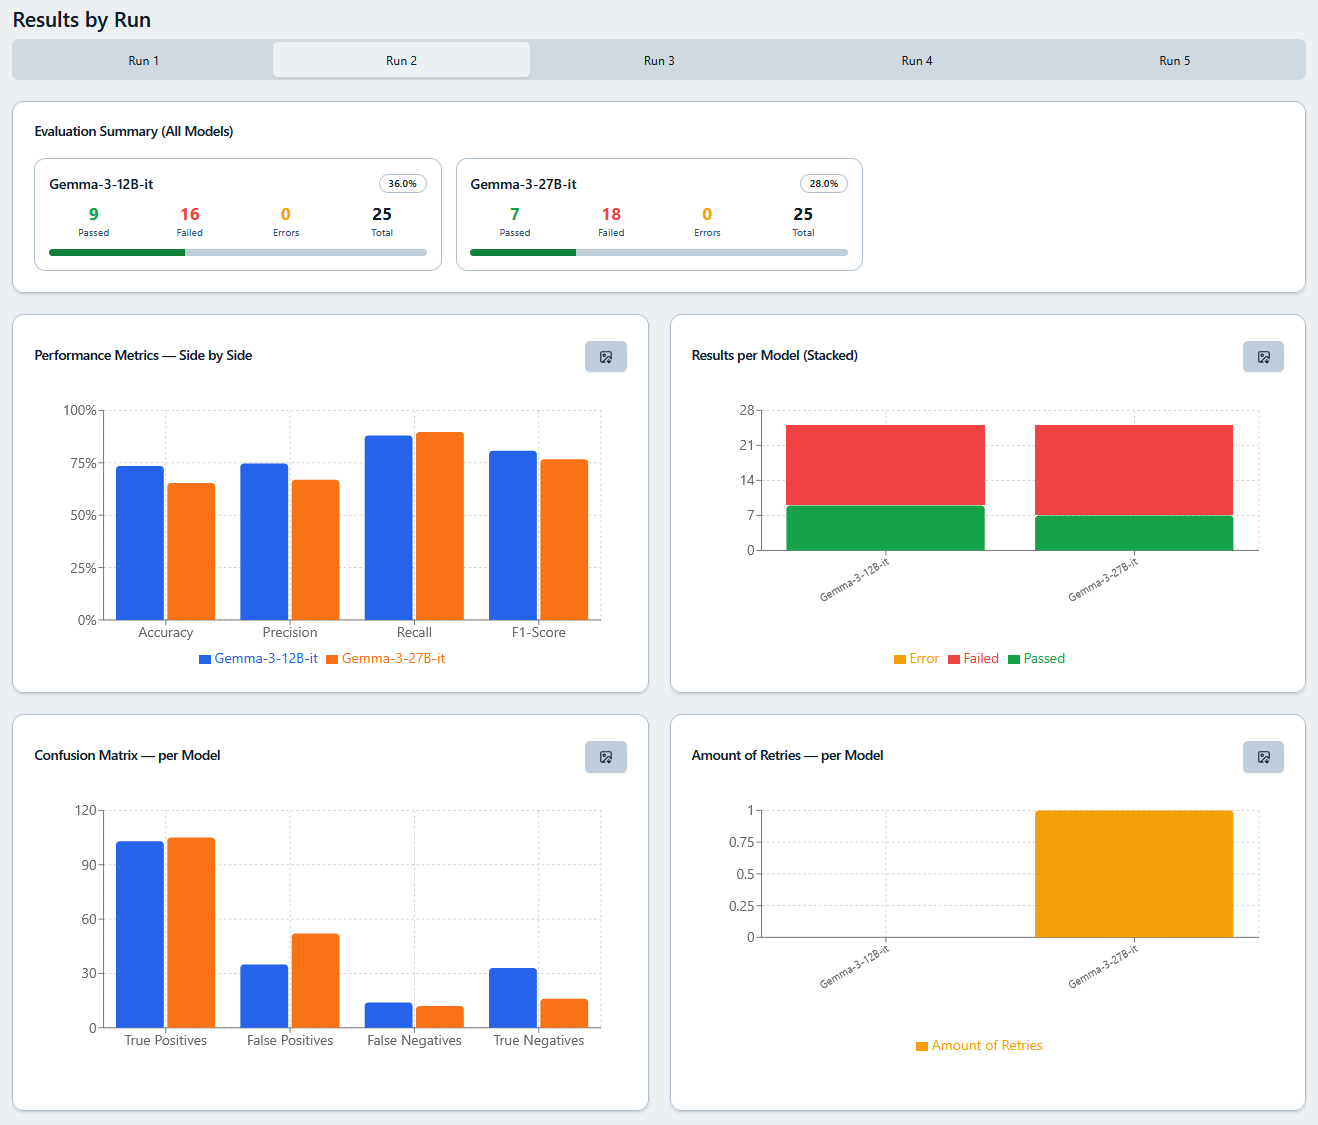 Results by Run
Run 1
Run 2
Run 3
Run 4
Run 5
Evaluation Summary (All Models)
Gemma-3-12B-it
36.0%
9
16
0
25
Passed
Failed
Errors
Total
Gemma-3-27B-it
28.0%
7
18
0
25
Passed
Failed
Errors
Total
Performance Metrics — Side by Side
100%
75%
50%
25%
0%
Accuracy
Precision
Recall
F1-Score
Gemma-3-12B-it
Gemma-3-27B-it
Results per Model (Stacked)
28
21
14
7
0
Gemma-3-12B-it
Gemma-3-27B-it
Error
Failed
Passed
Confusion Matrix — per Model
120
90
60
30
0
True Positives
False Positives
False Negatives
True Negatives
Amount of Retries — per Model
1
0.75
0.5
0.25
0
Gemma-3-12B-it
Gemma-3-27B-it
Amount of Retries